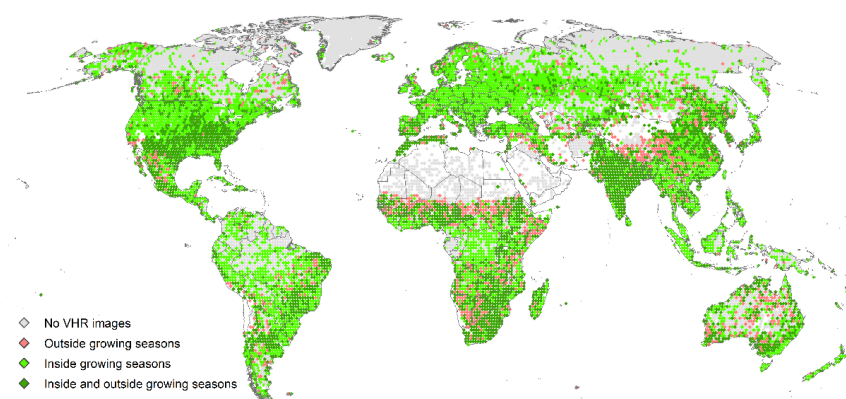 No VHR images
Outside growing seasons
Inside growing seasons
Inside and outside growing seasons